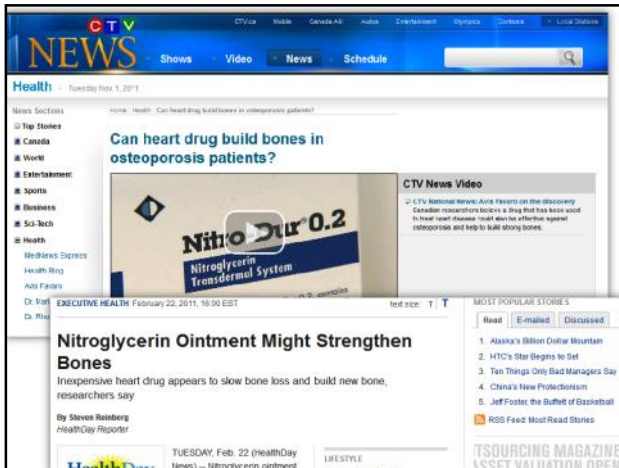 CTV
NEWS
CTV.ca Mobile Canada AM Autos Entertainment Olympics Contests Local Stations
Shows Video News Schedule
Health - Tuesday Nov. 1, 2011
News Sections
Top Stories
Canada
World
Entertainment
Sports
Business
Sci-Tech
Health
MedNews Express
Health Blog
Avis Favaro
Home Health Can heart drug build bones in osteoporosis patients?
Can heart drug build bones in
osteoporosis patients?
Nitro-Dur® 0.2
Nitroglycerin
Transdermal System
0.2, contains
CTV News Video
CTV National News: Avis Favaro on the discovery
Canadian researchers believe a drug that has been used
to treat heart disease could also be effective against
osteoporosis and help to build strong bones.
EXECUTIVE HEALTH February 22, 2011, 16:00 EST
text size: T T
Nitroglycerin Ointment Might Strengthen
Bones
Inexpensive heart drug appears to slow bone loss and build new bone,
researchers say
By Steven Reinberg
HealthDay Reporter
HealthDay
TUESDAY, Feb. 22 (HealthDay
News) -- Nitroglycerin ointment
LIFESTYLE
MOST POPULAR STORIES
Read E-mailed Discussed
1. Alaska's Billion Dollar Mountain
2. HTC's Star Begins to Set
3. Ten Things Only Bad Managers Say
4. China's New Protectionism
5. Jeff Foster, the Buffett of Basketball
RSS Feed: Most Read Stories
TSOURCING MAGAZINE